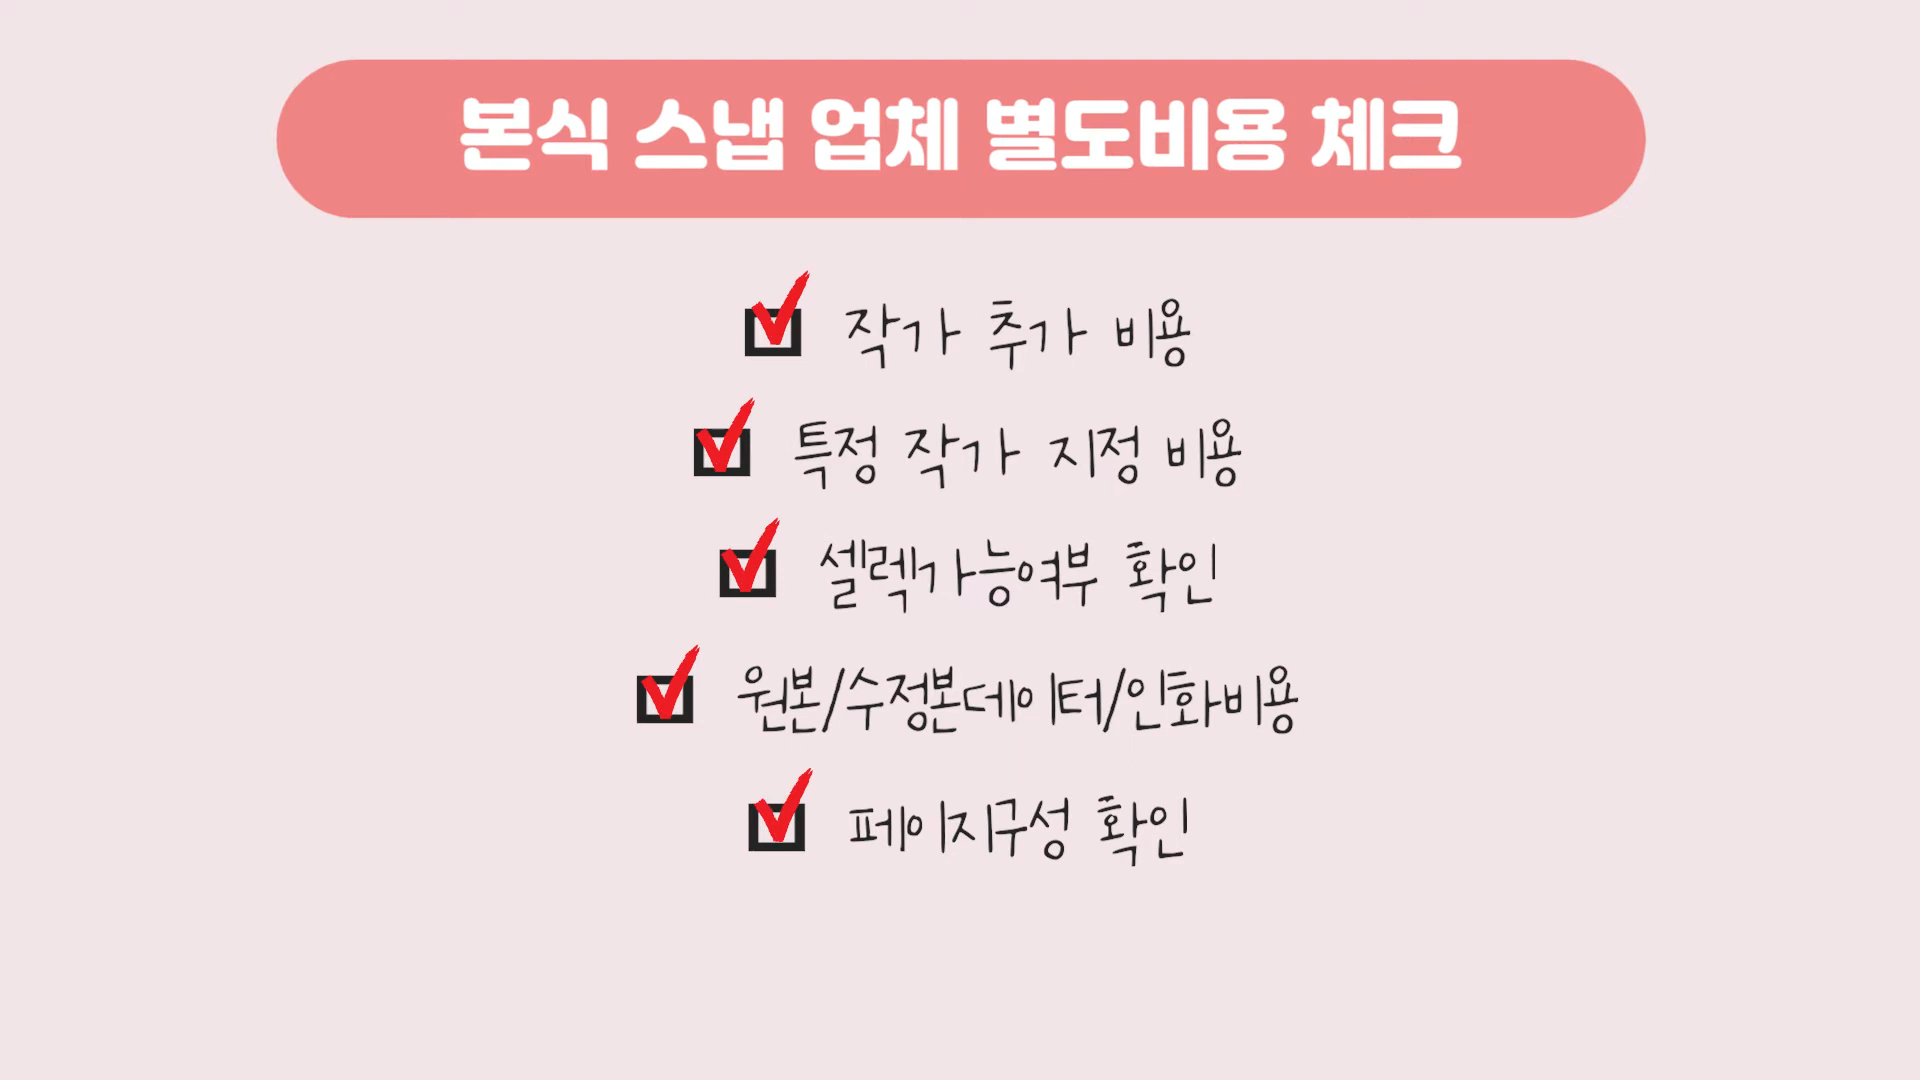 본식 스냅 업체 별도비용 체크
작가 추가 비용
특정 작가 지정 비용
셀렉가능여부 확인
원본/수정본데이터/인화비용
페이지구성 확인